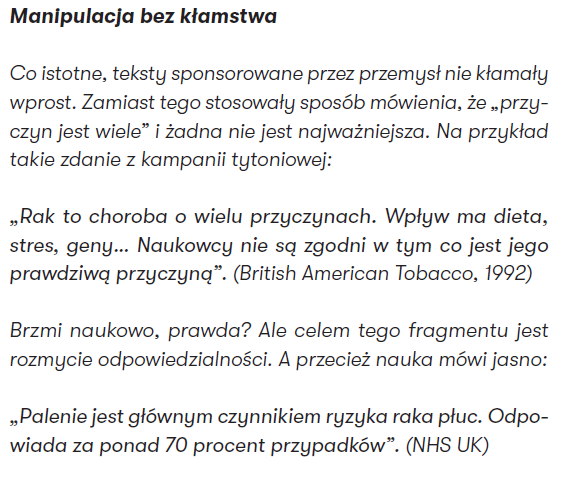 Manipulacja bez kłamstwa
Co istotne, teksty sponsorowane przez przemysł nie kłamały
wprost. Zamiast tego stosowały sposób mówienia, że „przy-
czyn jest wiele” i żadna nie jest najważniejsza. Na przykład
takie zdanie z kampanii tytoniowej:
„Rak to choroba o wielu przyczynach. Wpływ ma dieta,
stres, geny... Naukowcy nie są zgodni w tym co jest jego
prawdziwą przyczyną”. (British American Tobacco, 1992)
Brzmi naukowo, prawda? Ale celem tego fragmentu jest
rozmycie odpowiedzialności. A przecież nauka mówi jasno:
„Palenie jest głównym czynnikiem ryzyka raka płuc. Odpo-
wiada za ponad 70 procent przypadków”. (NHS UK)